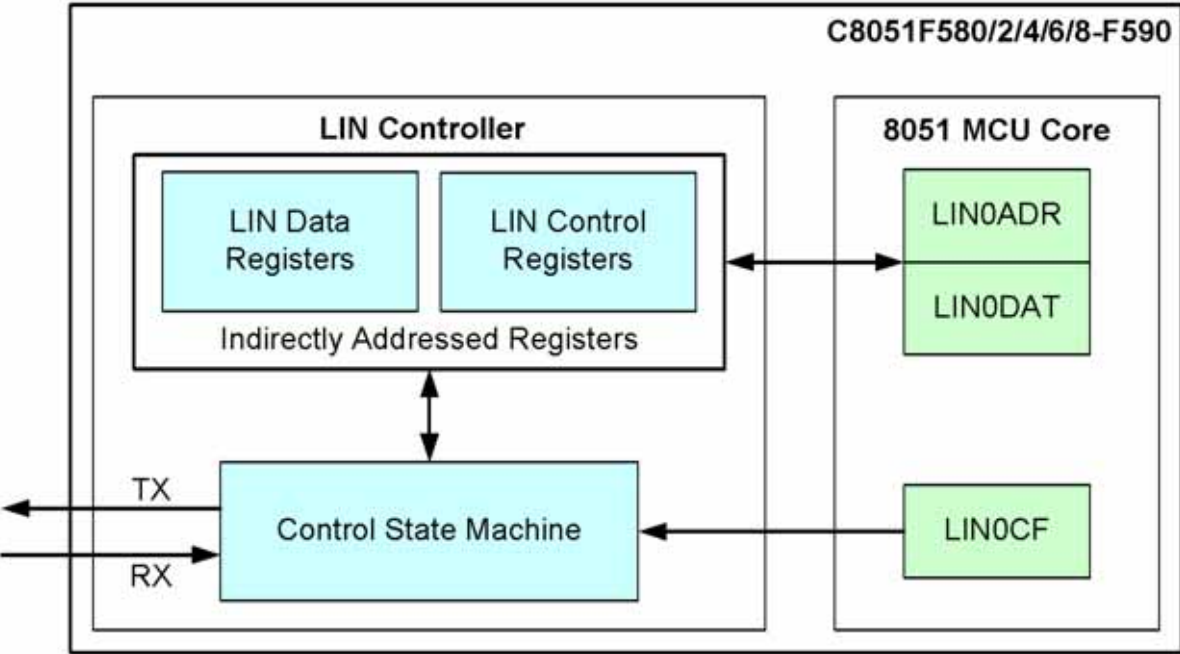 C8051F580/2/4/6/8-F590
LIN Controller
8051 MCU Core
LIN Data
Registers
LIN Control
Registers
Indirectly Addressed Registers
LIN0ADR
LIN0DAT
TX
RX
Control State Machine
LIN0CF